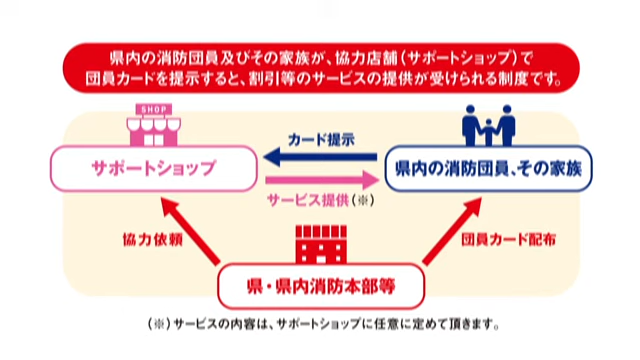 県内の消防団員及びその家族が、協力店舗(サポートショップ)で
団員カードを提示すると、割引等のサービスの提供が受けられる制度です。
SHOP
サポートショップ
カード提示
県内の消防団員、その家族
サービス提供(※)
協力依頼
団員カード配布
県・県内消防本部等
(※)サービスの内容は、サポートショップに任意に定めて頂きます。